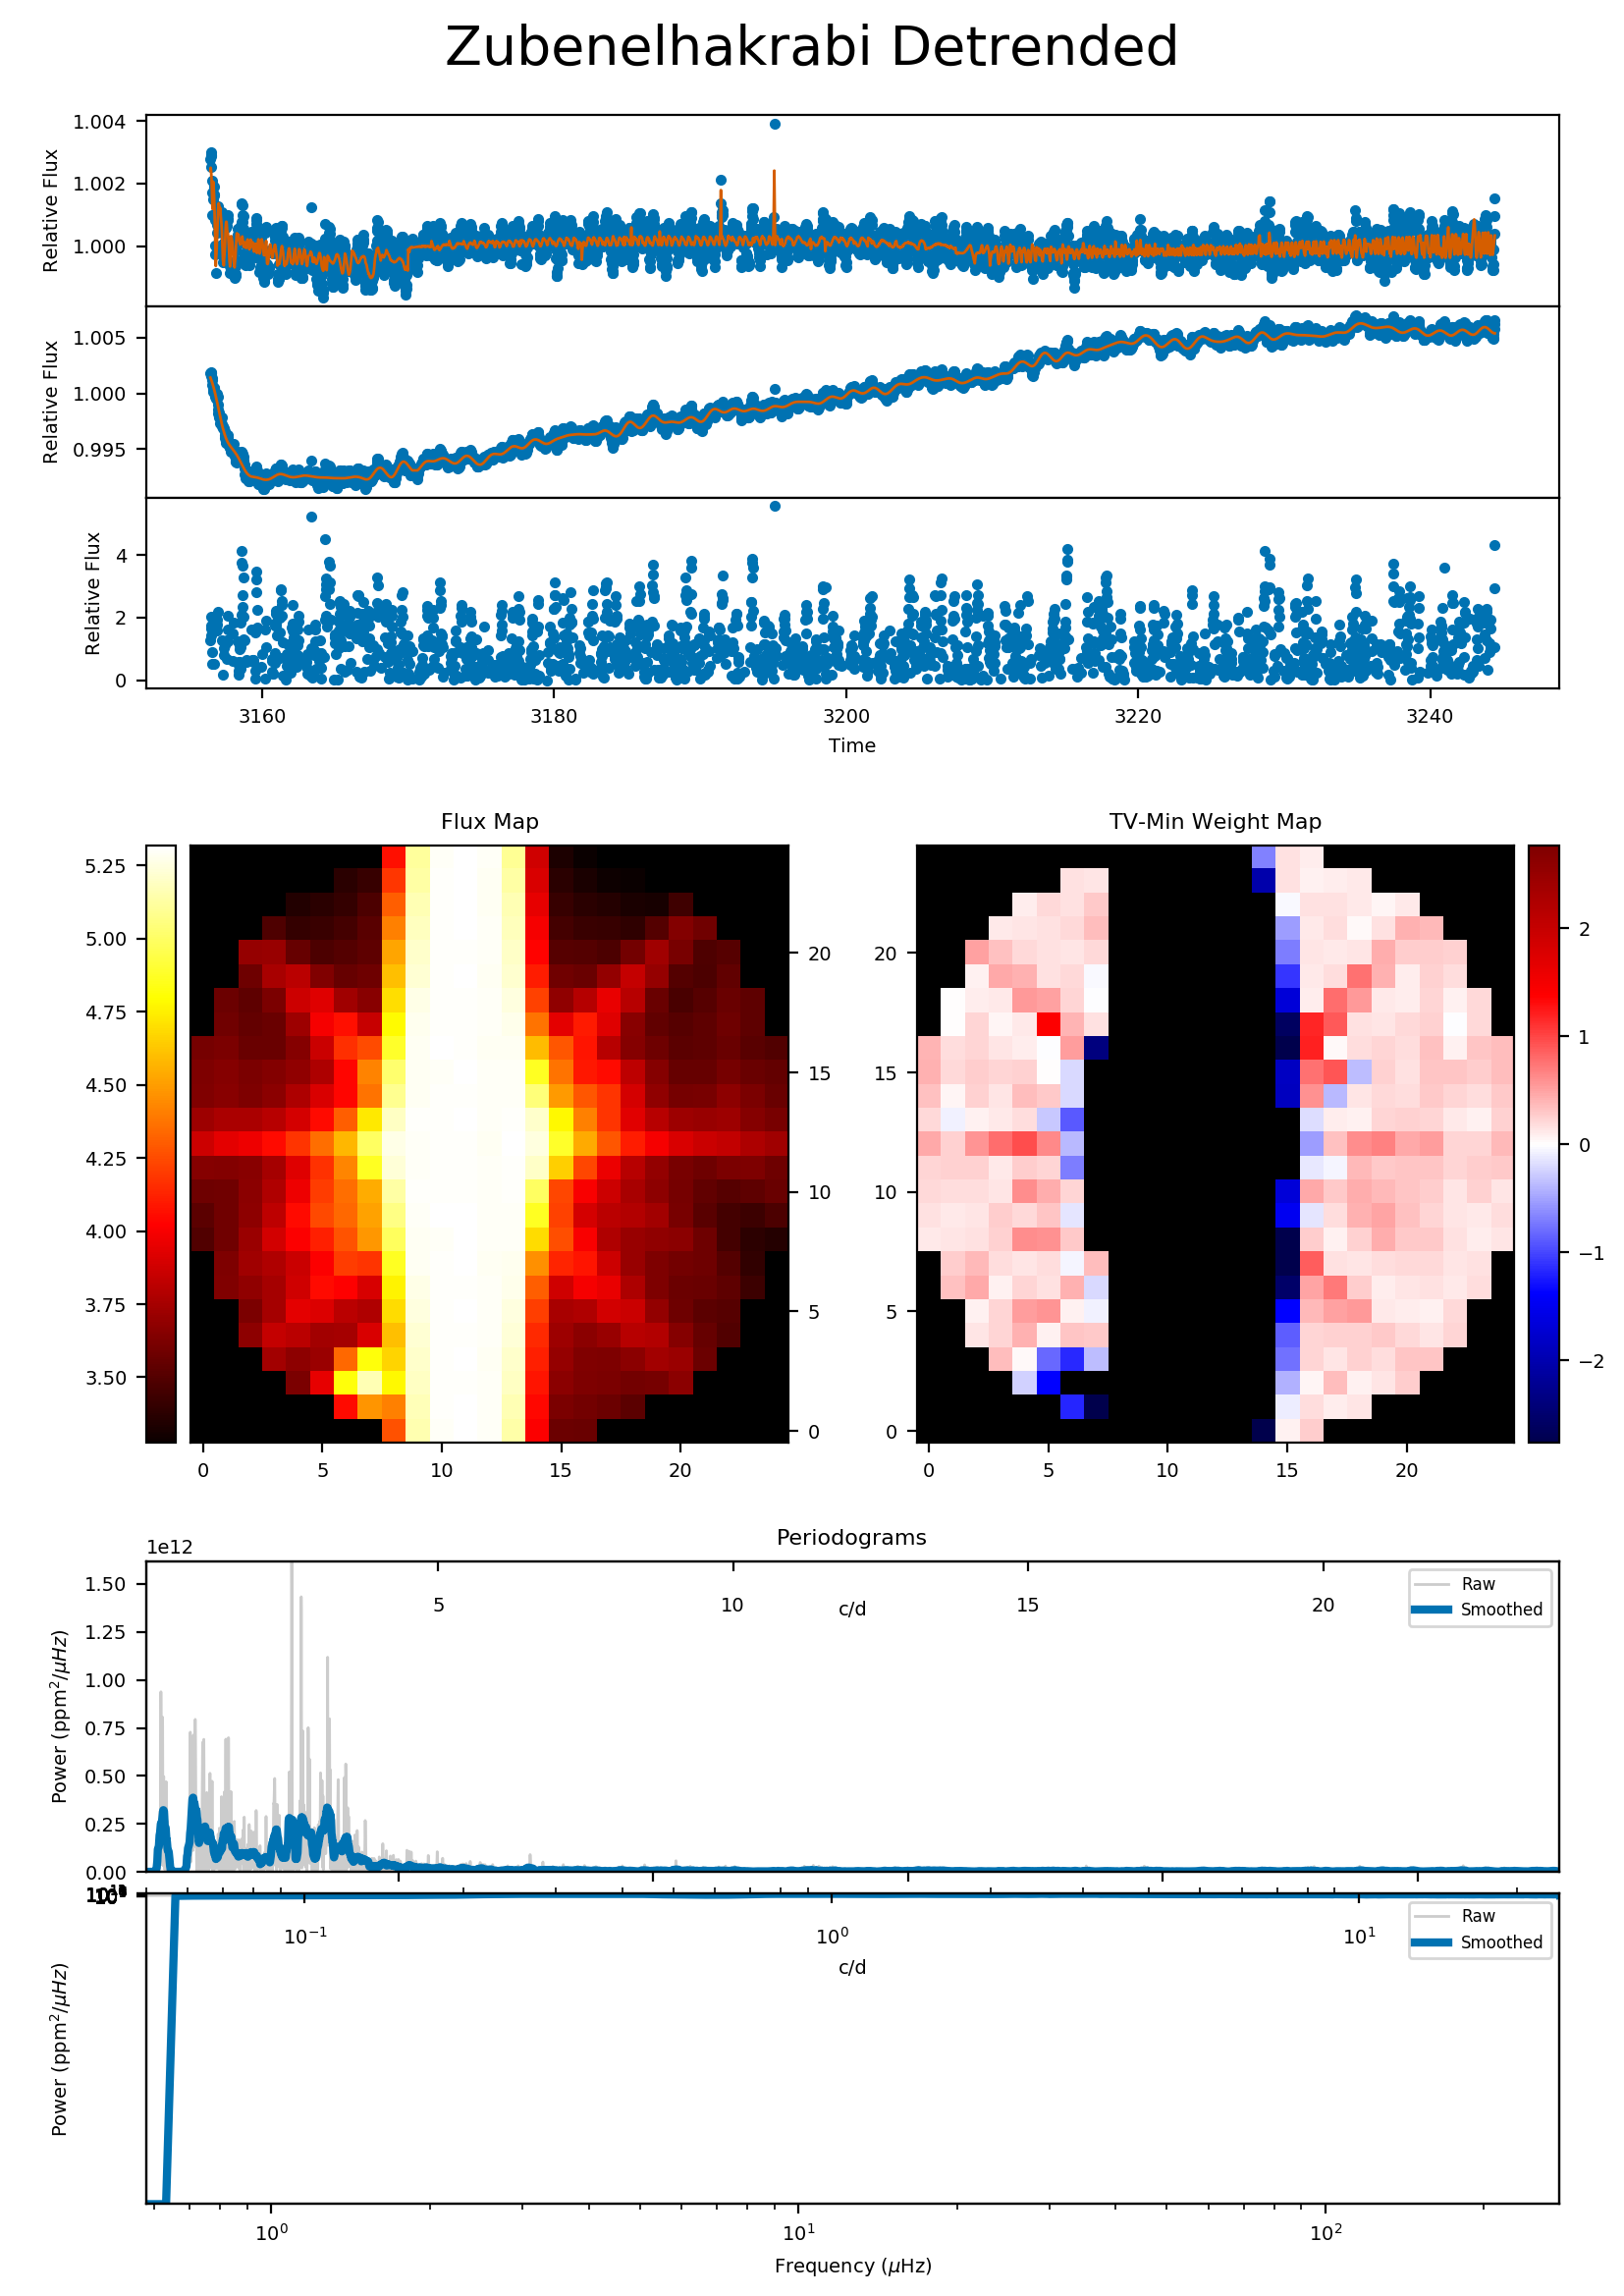 Zubenelhakrabi Detrended
1.004
1.002
1.000
Relative Flux
1.005
1.000
0.995
Relative Flux
4
2
0
Relative Flux
3160 3180 3200 3220 3240
Time
Flux Map
TV-Min Weight Map
5.25
5.00
4.75
4.50
4.25
4.00
3.75
3.50
20
15
10
5
0
0 5 10 15 20
20
15
10
5
0
0 5 10 15 20
2
1
0
−1
−2
Periodograms
1e12
1.50
1.25
1.00
0.75
0.50
0.25
0.00
Power (ppm²/μHz)
5 10 15 20
c/d
Raw
Smoothed
Power (ppm²/μHz)
10⁻¹ 10⁰ 10¹
c/d
Raw
Smoothed
10⁰ 10¹ 10²
Frequency (μHz)